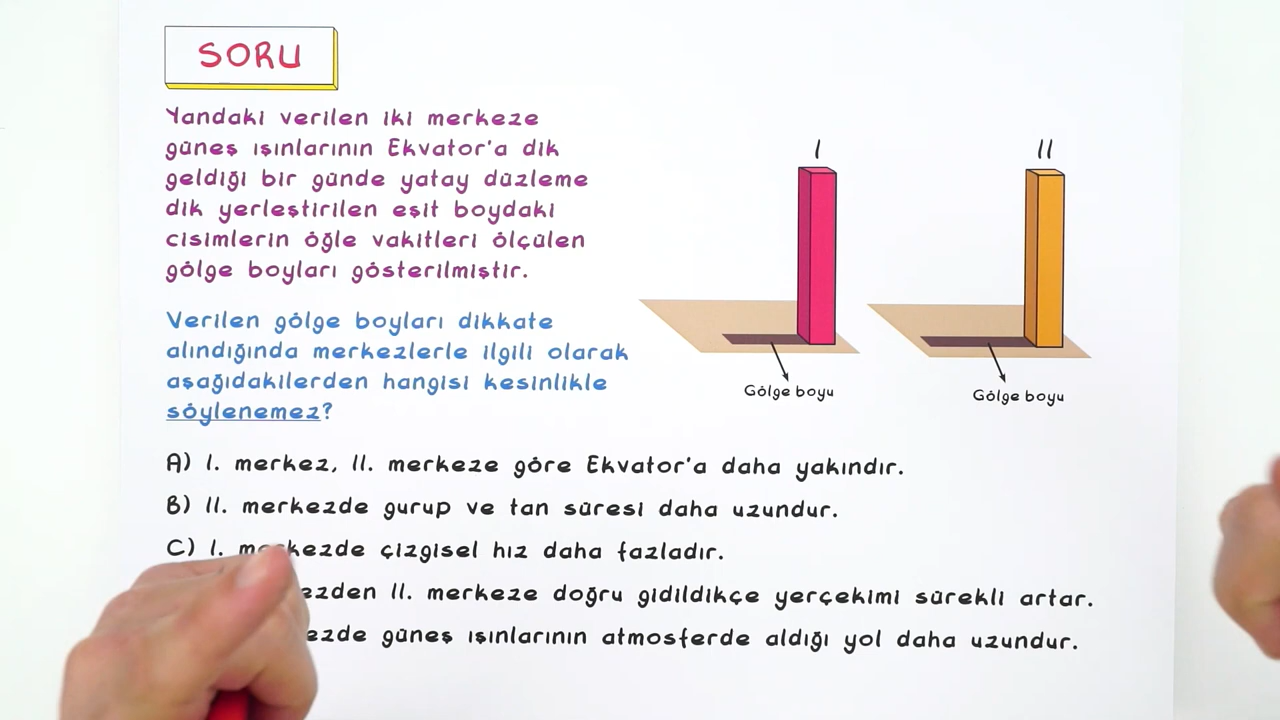 SORU
Yandaki verilen iki merkeze
güneş ışınlarının Ekvator'a dik
geldiği bir günde yatay düzleme
dik yerleştirilen eşit boydaki
cisimlerin öğle vakitleri ölçülen
gölge boyları gösterilmiştir.
Verilen gölge boyları dikkate
alındığında merkezlerle ilgili olarak
aşağıdakilerden hangisi kesinlikle
söylenemez?
I
II
Gölge boyu
Gölge boyu
A) I. merkez, II. merkeze göre Ekvator'a daha yakındır.
B) II. merkezde gurup ve tan süresi daha uzundur.
C) I. merkezde çizgisel hız daha fazladır.
II. merkeze doğru gidildikçe yerçekimi sürekli artar.
güneş ışınlarının atmosferde aldığı yol daha uzundur.